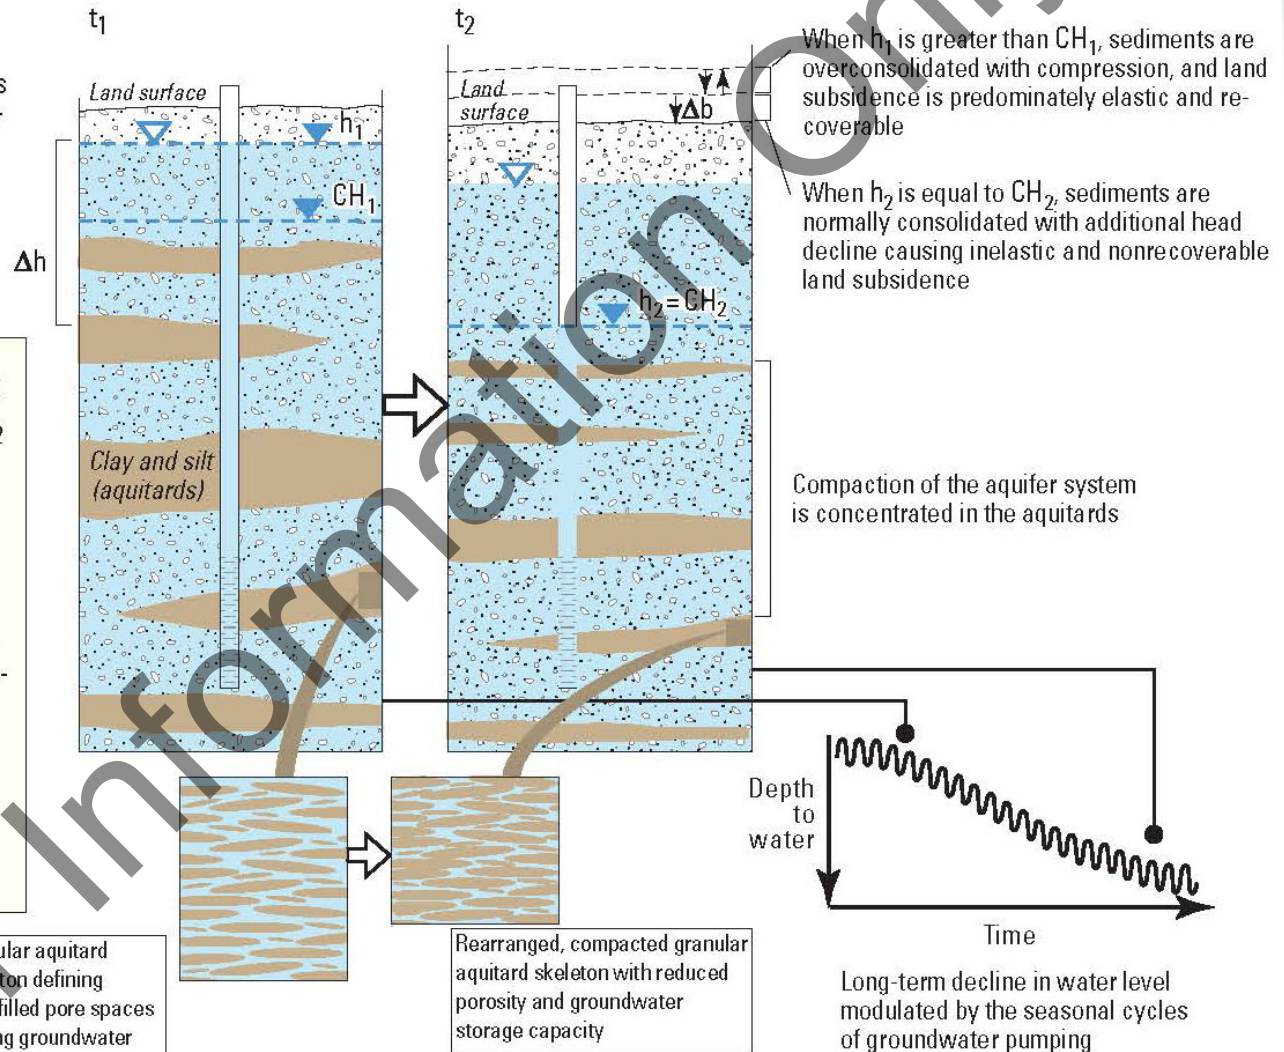 t1
t2
Land surface
h1
CH1
Δh
Clay and silt
(aquitards)
Land
surface
Δb
h2 = CH2
When h1 is greater than CH1, sediments are
overconsolidated with compression, and land
subsidence is predominately elastic and re-
coverable
When h2 is equal to CH2, sediments are
normally consolidated with additional head
decline causing inelastic and nonrecoverable
land subsidence
Compaction of the aquifer system
is concentrated in the aquitards
Depth
to
water
Time
Long-term decline in water level
modulated by the seasonal cycles
of groundwater pumping
Rearranged, compacted granular
aquitard skeleton with reduced
porosity and groundwater
storage capacity
ular aquitard
ton defining
filled pore spaces
ng groundwater
s
2
-
Information Only